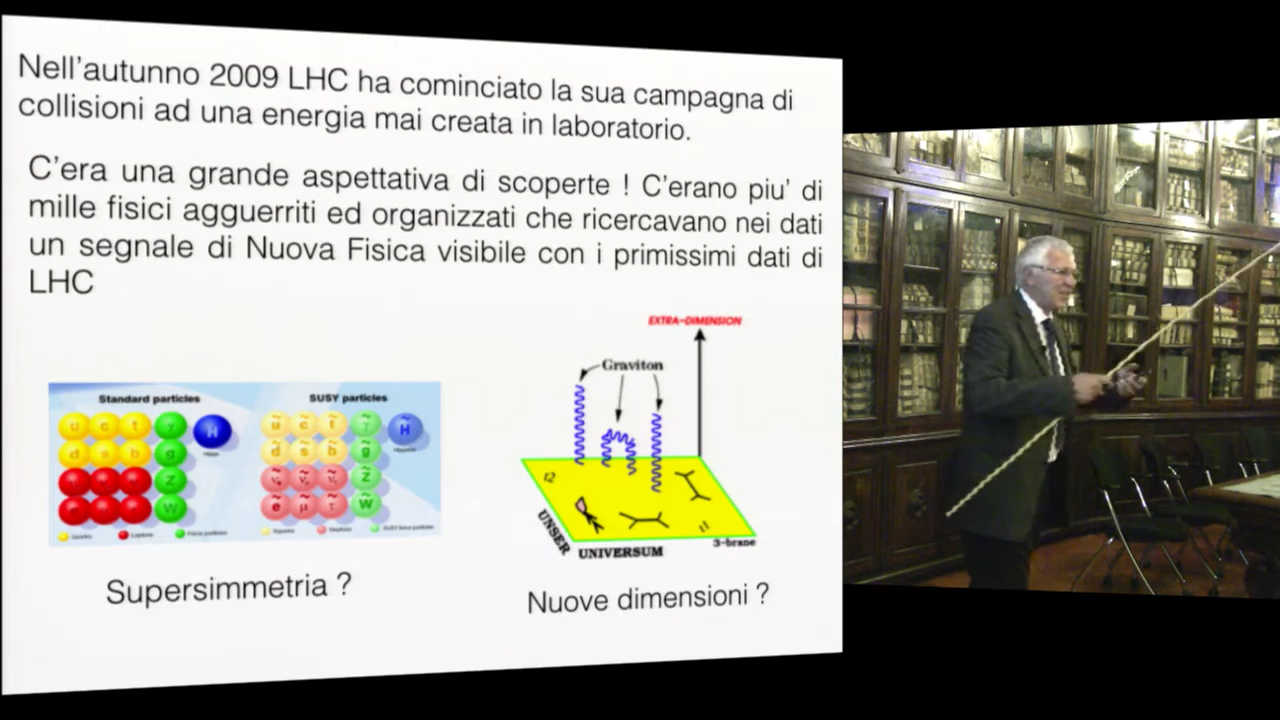 Nell'autunno 2009 LHC ha cominciato la sua campagna di
collisioni ad una energia mai creata in laboratorio.
C'era una grande aspettativa di scoperte ! C'erano piu' di
mille fisici agguerriti ed organizzati che ricercavano nei dati
un segnale di Nuova Fisica visibile con i primissimi dati di
LHC
Standard particles
SUSY particles
u c t γ
H
d s b g
Z
W
Higgs
Quarks
Leptons
Force particles
ũ c̃ t̃ γ̃
H̃
d̃ s̃ b̃ g̃
ẽ μ̃ τ̃ W̃
Z̃
Squarks
Sleptons
SUSY force particles
Supersimmetria ?
EXTRA-DIMENSION
Graviton
UNSER
UNIVERSUM
3-brane
Nuove dimensioni ?